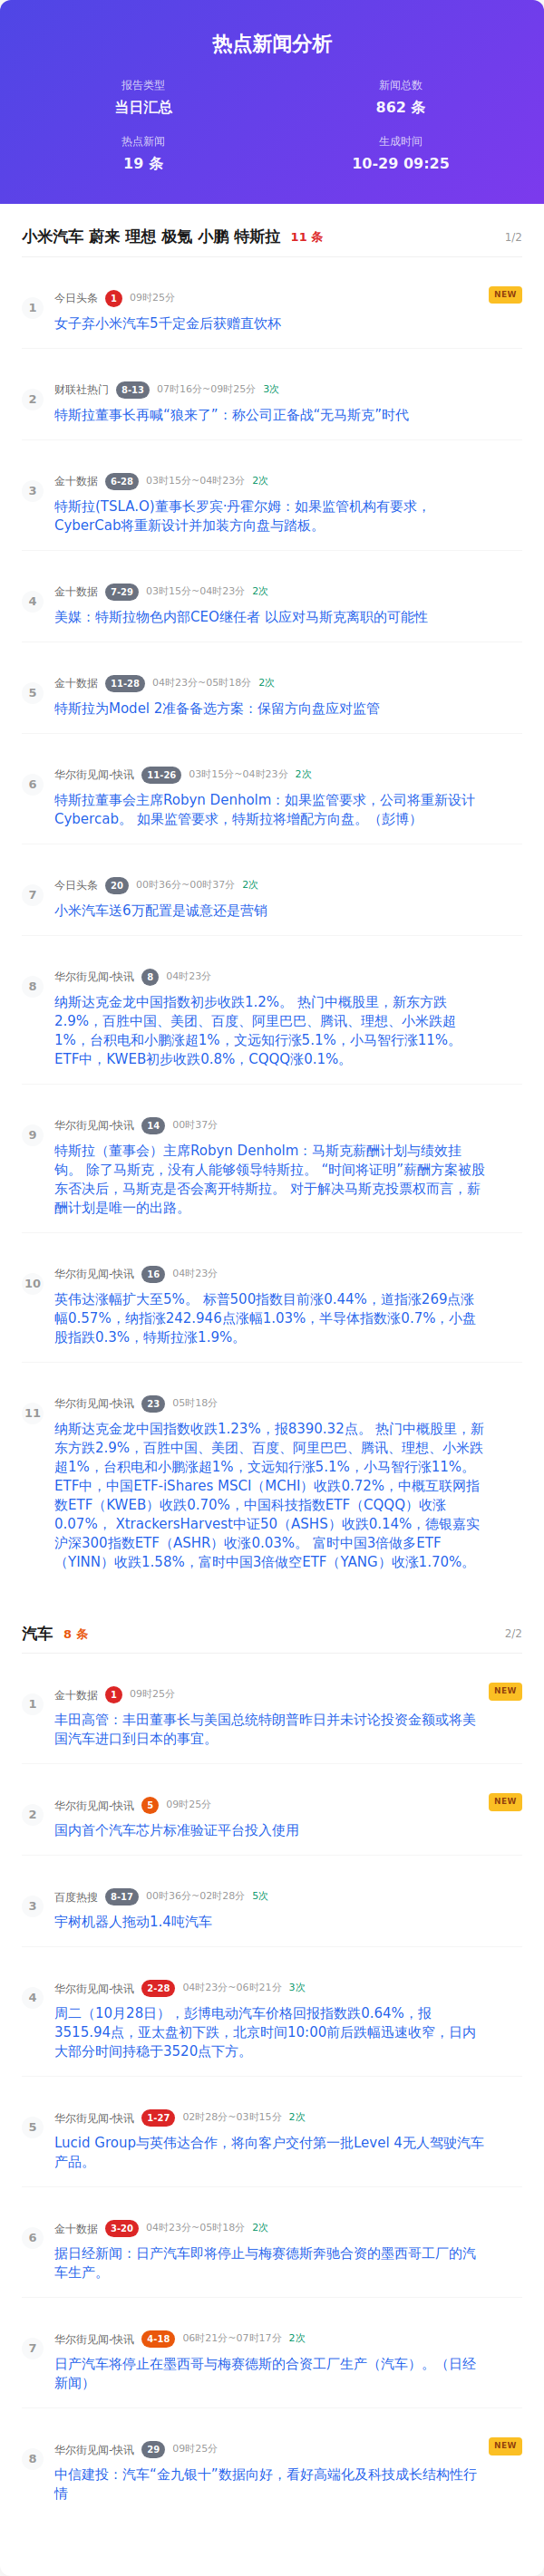 热点新闻分析
报告类型
新闻总数
当日汇总
862 条
热点新闻
生成时间
19 条
10-29 09:25
小米汽车 蔚来 理想 极氪 小鹏 特斯拉 11 条 1/2
1 今日头条 1 09时25分 NEW
女子弃小米汽车5千定金后获赠直饮杯
2 财联社热门 8-13 07时16分~09时25分 3次
特斯拉董事长再喊“狼来了”：称公司正备战“无马斯克”时代
3 金十数据 6-28 03时15分~04时23分 2次
特斯拉(TSLA.O)董事长罗宾·丹霍尔姆：如果监管机构有要求，
CyberCab将重新设计并加装方向盘与踏板。
4 金十数据 7-29 03时15分~04时23分 2次
美媒：特斯拉物色内部CEO继任者 以应对马斯克离职的可能性
5 金十数据 11-28 04时23分~05时18分 2次
特斯拉为Model 2准备备选方案：保留方向盘应对监管
6 华尔街见闻-快讯 11-26 03时15分~04时23分 2次
特斯拉董事会主席Robyn Denholm：如果监管要求，公司将重新设计
Cybercab。 如果监管要求，特斯拉将增配方向盘。（彭博）
7 今日头条 20 00时36分~00时37分 2次
小米汽车送6万配置是诚意还是营销
8 华尔街见闻-快讯 8 04时23分
纳斯达克金龙中国指数初步收跌1.2%。 热门中概股里，新东方跌
2.9%，百胜中国、美团、百度、阿里巴巴、腾讯、理想、小米跌超
1%，台积电和小鹏涨超1%，文远知行涨5.1%，小马智行涨11%。
ETF中，KWEB初步收跌0.8%，CQQQ涨0.1%。
9 华尔街见闻-快讯 14 00时37分
特斯拉（董事会）主席Robyn Denholm：马斯克薪酬计划与绩效挂
钩。 除了马斯克，没有人能够领导特斯拉。 “时间将证明”薪酬方案被股
东否决后，马斯克是否会离开特斯拉。 对于解决马斯克投票权而言，薪
酬计划是唯一的出路。
10 华尔街见闻-快讯 16 04时23分
英伟达涨幅扩大至5%。 标普500指数目前涨0.44%，道指涨269点涨
幅0.57%，纳指涨242.946点涨幅1.03%，半导体指数涨0.7%，小盘
股指跌0.3%，特斯拉涨1.9%。
11 华尔街见闻-快讯 23 05时18分
纳斯达克金龙中国指数收跌1.23%，报8390.32点。 热门中概股里，新
东方跌2.9%，百胜中国、美团、百度、阿里巴巴、腾讯、理想、小米跌
超1%，台积电和小鹏涨超1%，文远知行涨5.1%，小马智行涨11%。
ETF中，中国ETF-iShares MSCI（MCHI）收跌0.72%，中概互联网指
数ETF（KWEB）收跌0.70%，中国科技指数ETF（CQQQ）收涨
0.07%， XtrackersHarvest中证50（ASHS）收跌0.14%，德银嘉实
沪深300指数ETF（ASHR）收涨0.03%。 富时中国3倍做多ETF
（YINN）收跌1.58%，富时中国3倍做空ETF（YANG）收涨1.70%。
汽车 8 条 2/2
1 金十数据 1 09时25分 NEW
丰田高管：丰田董事长与美国总统特朗普昨日并未讨论投资金额或将美
国汽车进口到日本的事宜。
2 华尔街见闻-快讯 5 09时25分 NEW
国内首个汽车芯片标准验证平台投入使用
3 百度热搜 8-17 00时36分~02时28分 5次
宇树机器人拖动1.4吨汽车
4 华尔街见闻-快讯 2-28 04时23分~06时21分 3次
周二（10月28日），彭博电动汽车价格回报指数跌0.64%，报
3515.94点，亚太盘初下跌，北京时间10:00前后跌幅迅速收窄，日内
大部分时间持稳于3520点下方。
5 华尔街见闻-快讯 1-27 02时28分~03时15分 2次
Lucid Group与英伟达合作，将向客户交付第一批Level 4无人驾驶汽车
产品。
6 金十数据 3-20 04时23分~05时18分 2次
据日经新闻：日产汽车即将停止与梅赛德斯奔驰合资的墨西哥工厂的汽
车生产。
7 华尔街见闻-快讯 4-18 06时21分~07时17分 2次
日产汽车将停止在墨西哥与梅赛德斯的合资工厂生产（汽车）。（日经
新闻）
8 华尔街见闻-快讯 29 09时25分 NEW
中信建投：汽车“金九银十”数据向好，看好高端化及科技成长结构性行
情